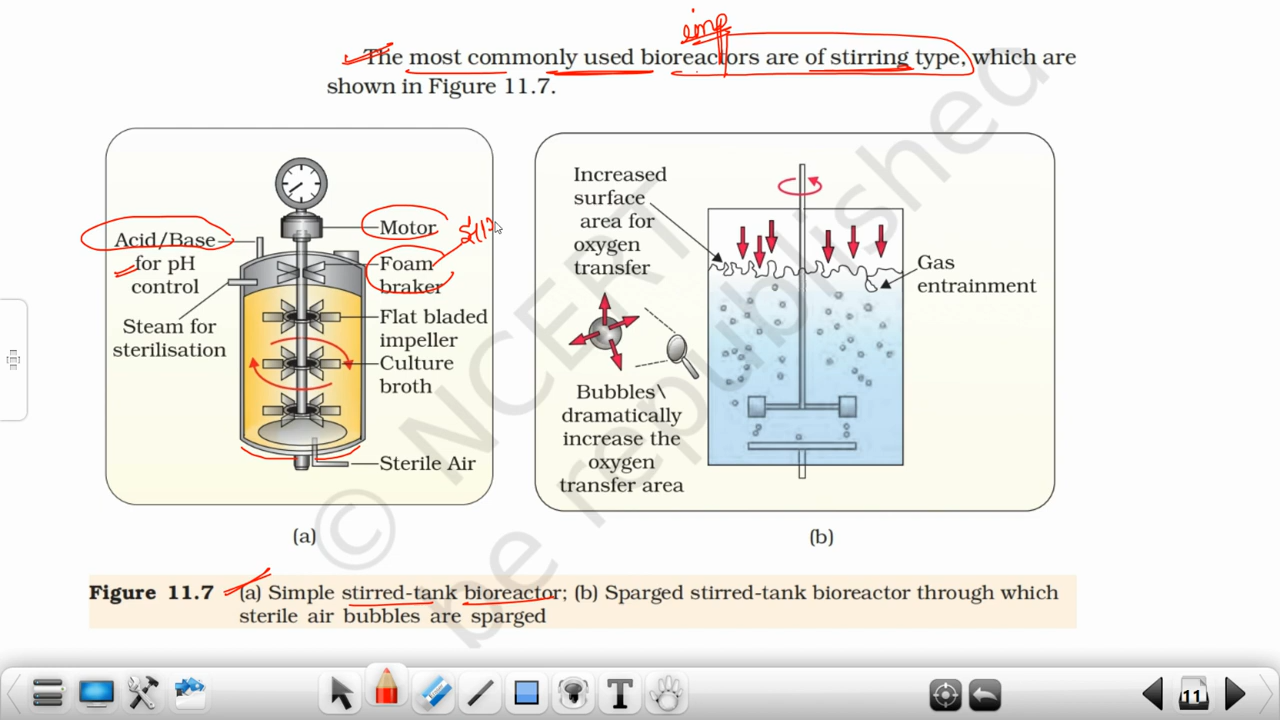 imp
The most commonly used bioreactors are of stirring type, which are
shown in Figure 11.7.
Motor
Acid/Base
for pH
control
Foam
braker
Steam for
sterilisation
Flat bladed
impeller
Culture
broth
Sterile Air
(a)
Increased
surface
area for
oxygen
transfer
Gas
entrainment
Bubbles\
dramatically
increase the
oxygen
transfer area
(b)
Figure 11.7 (a) Simple stirred-tank bioreactor; (b) Sparged stirred-tank bioreactor through which
sterile air bubbles are sparged
© NCERT
be republished
11